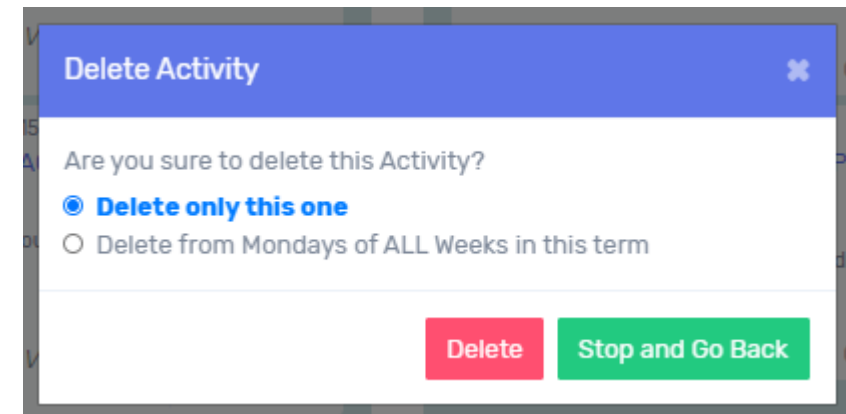 Delete Activity
Are you sure to delete this Activity?
Delete only this one
Delete from Mondays of ALL Weeks in this term
Delete
Stop and Go Back